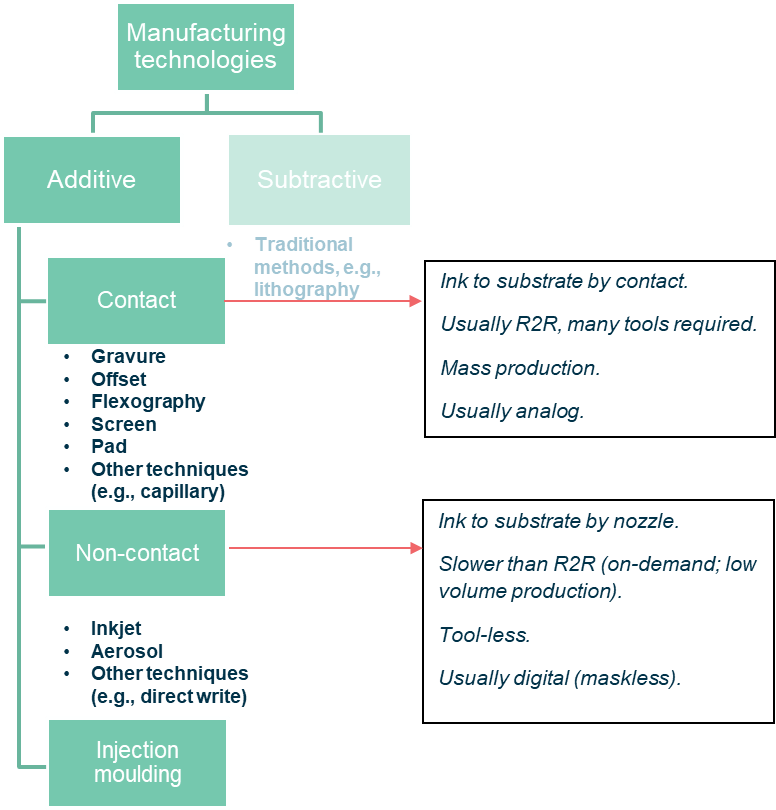 Manufacturing
technologies
Additive
Subtractive
• Traditional
methods, e.g.,
lithography
Contact
• Gravure
• Offset
• Flexography
• Screen
• Pad
• Other techniques
(e.g., capillary)
Ink to substrate by contact.
Usually R2R, many tools required.
Mass production.
Usually analog.
Non-contact
• Inkjet
• Aerosol
• Other techniques
(e.g., direct write)
Ink to substrate by nozzle.
Slower than R2R (on-demand; low
volume production).
Tool-less.
Usually digital (maskless).
Injection
moulding